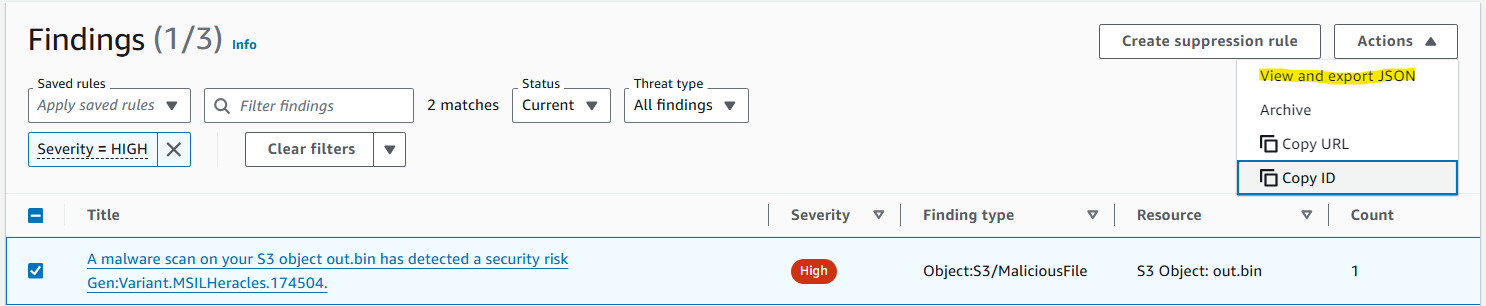 Findings (1/3) Info
Create suppression rule
Actions
View and export JSON
Archive
Copy URL
Copy ID
Saved rules
Apply saved rules
Filter findings
2 matches
Status
Current
Threat type
All findings
Severity = HIGH
Clear filters
Title
Severity
Finding type
Resource
Count
A malware scan on your S3 object out.bin has detected a security risk
Gen:Variant.MSILHeracles.174504.
High
Object:S3/MaliciousFile
S3 Object: out.bin
1